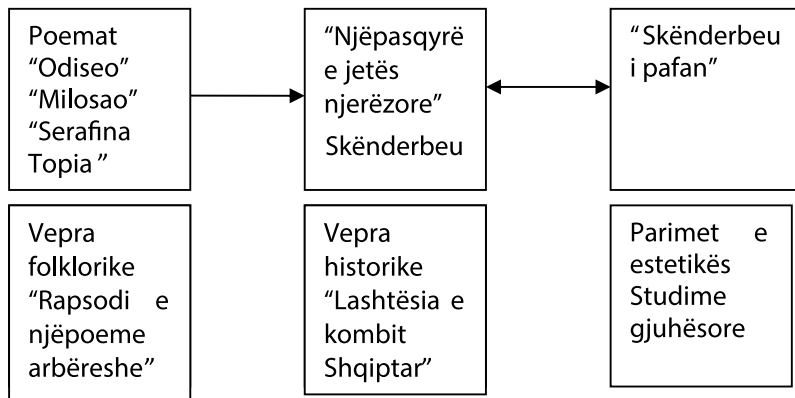 Poemat
“Odiseo”
“Milosao”
“Serafina
Topia ”
“Njëpasqyrë
e jetës
njerëzore”
Skënderbeu
“Skënderbeu
i pafan”
Vepra
folklorike
“Rapsodi e
njëpoeme
arbëreshe”
Vepra
historike
“Lashtësia e
kombit
Shqiptar”
Parimet e
estetikës
Studime
gjuhësore